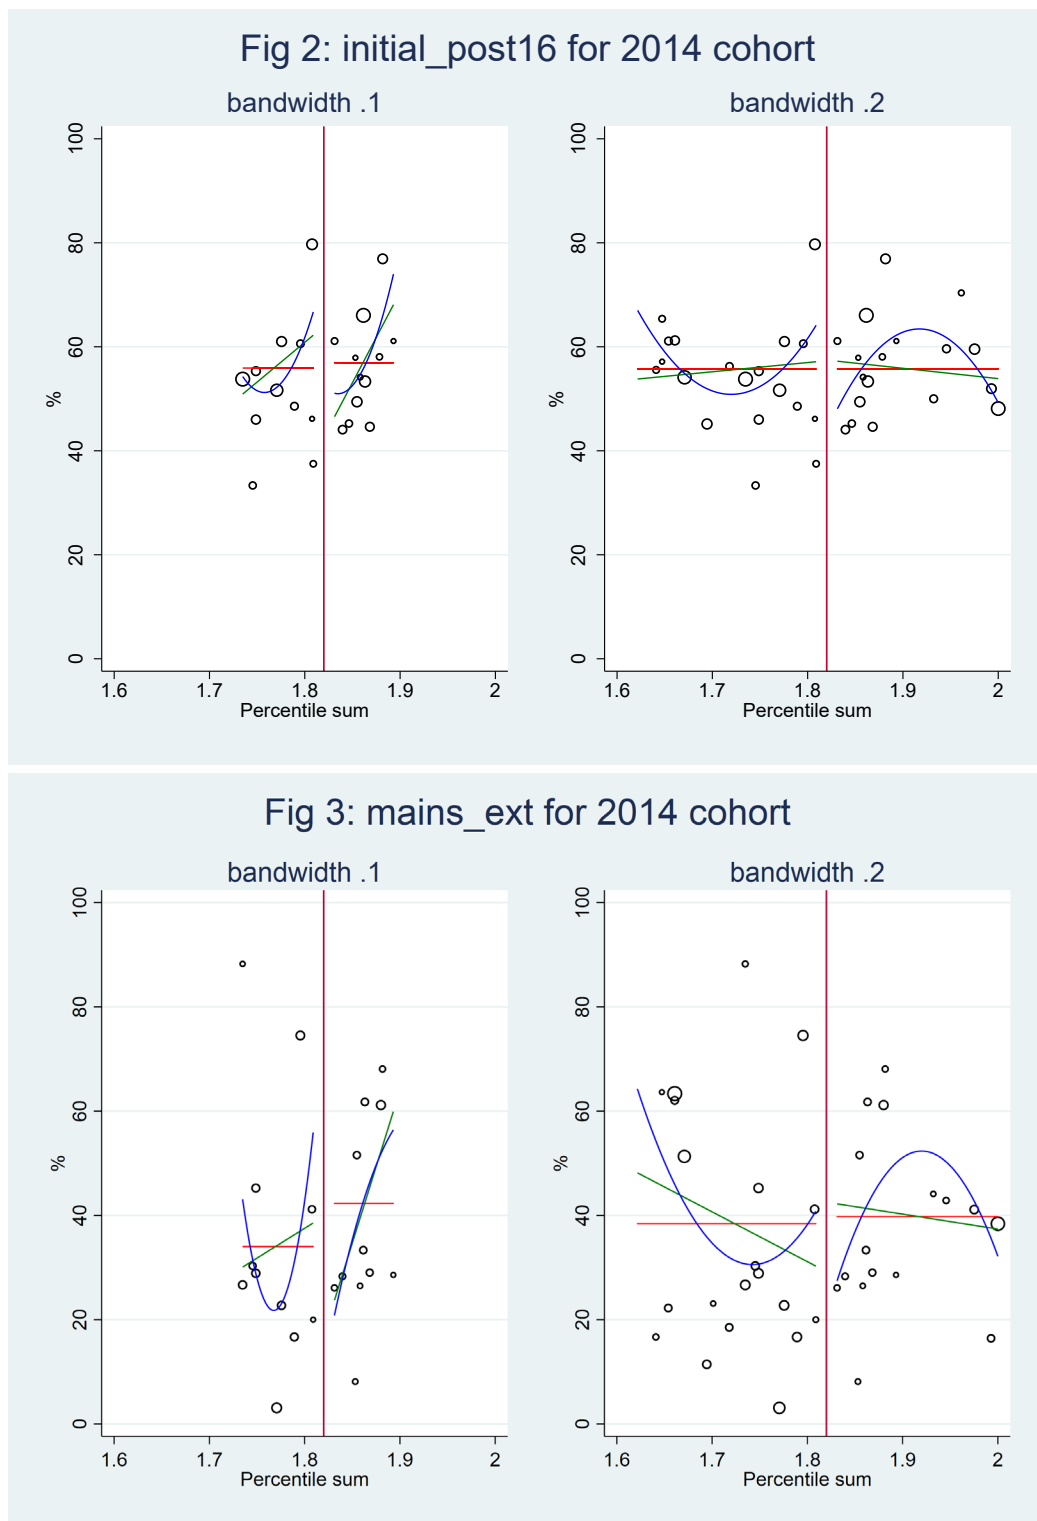 Fig 2: initial_post16 for 2014 cohort
bandwidth .1
bandwidth .2
100
80
60
40
20
0
%
1.6 1.7 1.8 1.9 2
Percentile sum
100
80
60
40
20
0
%
1.6 1.7 1.8 1.9 2
Percentile sum
Fig 3: mains_ext for 2014 cohort
bandwidth .1
bandwidth .2
100
80
60
40
20
0
%
1.6 1.7 1.8 1.9 2
Percentile sum
100
80
60
40
20
0
%
1.6 1.7 1.8 1.9 2
Percentile sum